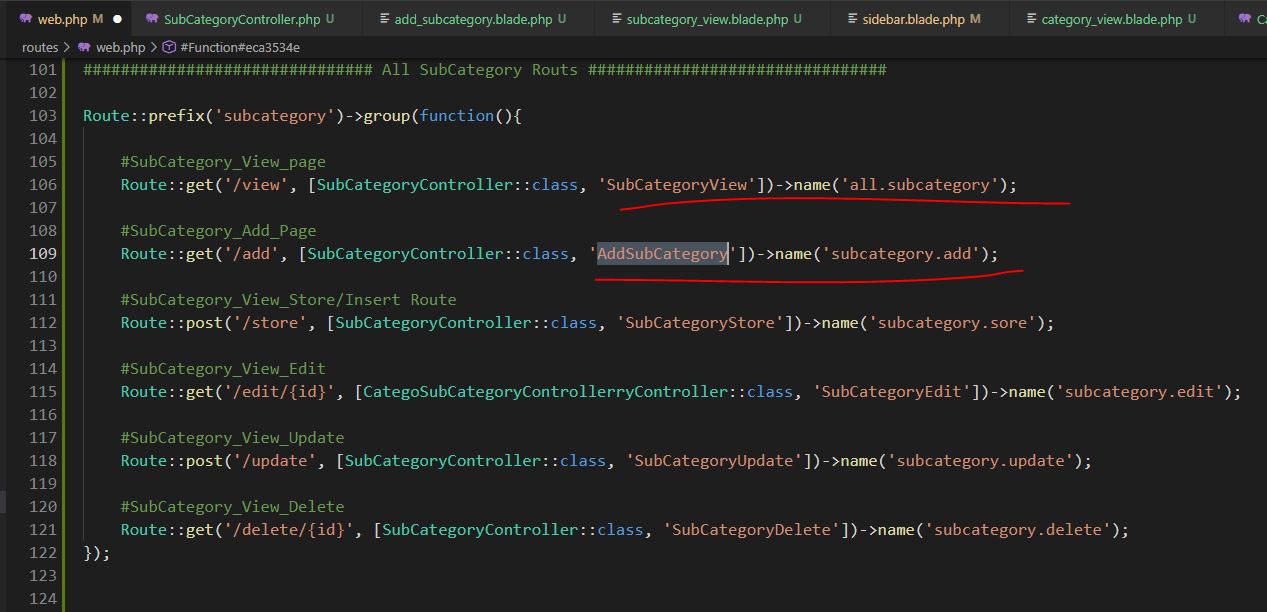 web.php M ● SubCategoryController.php U add_subcategory.blade.php U subcategory_view.blade.php U sidebar.blade.php M category_view.blade.php U
routes > web.php > #Function#eca3534e
101 ############################### All SubCategory Routs ################################
102
103 Route::prefix('subcategory')->group(function(){
104
105 #SubCategory_View_page
106 Route::get('/view', [SubCategoryController::class, 'SubCategoryView'])->name('all.subcategory');
107
108 #SubCategory_Add_Page
109 Route::get('/add', [SubCategoryController::class, 'AddSubCategory'])->name('subcategory.add');
110
111 #SubCategory_View_Store/Insert Route
112 Route::post('/store', [SubCategoryController::class, 'SubCategoryStore'])->name('subcategory.sore');
113
114 #SubCategory_View_Edit
115 Route::get('/edit/{id}', [CategoSubCategoryControllerryController::class, 'SubCategoryEdit'])->name('subcategory.edit');
116
117 #SubCategory_View_Update
118 Route::post('/update', [SubCategoryController::class, 'SubCategoryUpdate'])->name('subcategory.update');
119
120 #SubCategory_View_Delete
121 Route::get('/delete/{id}', [SubCategoryController::class, 'SubCategoryDelete'])->name('subcategory.delete');
122 });
123
124